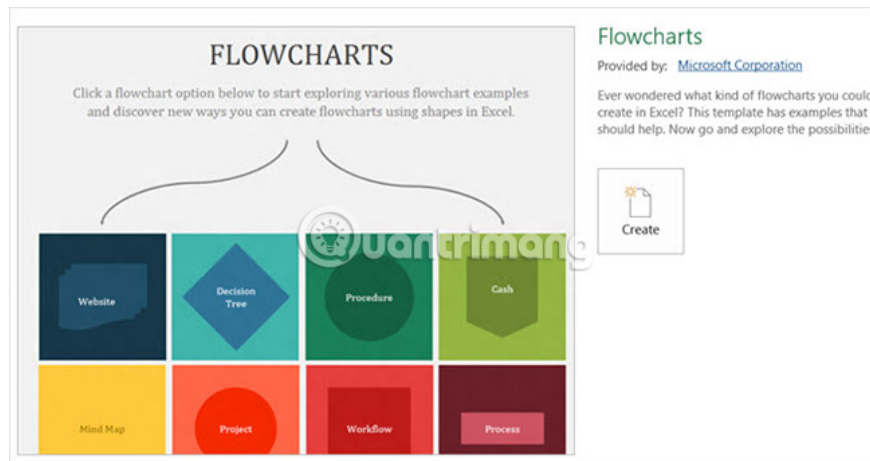 FLOWCHARTS
Click a flowchart option below to start exploring various flowchart examples
and discover new ways you can create flowcharts using shapes in Excel.
Website
Decision
Tree
Procedure
Cash
Mind Map
Project
Workflow
Process
Quantrimang
Flowcharts
Provided by: Microsoft Corporation
Ever wondered what kind of flowcharts you could
create in Excel? This template has examples that
should help. Now go and explore the possibilities
Create